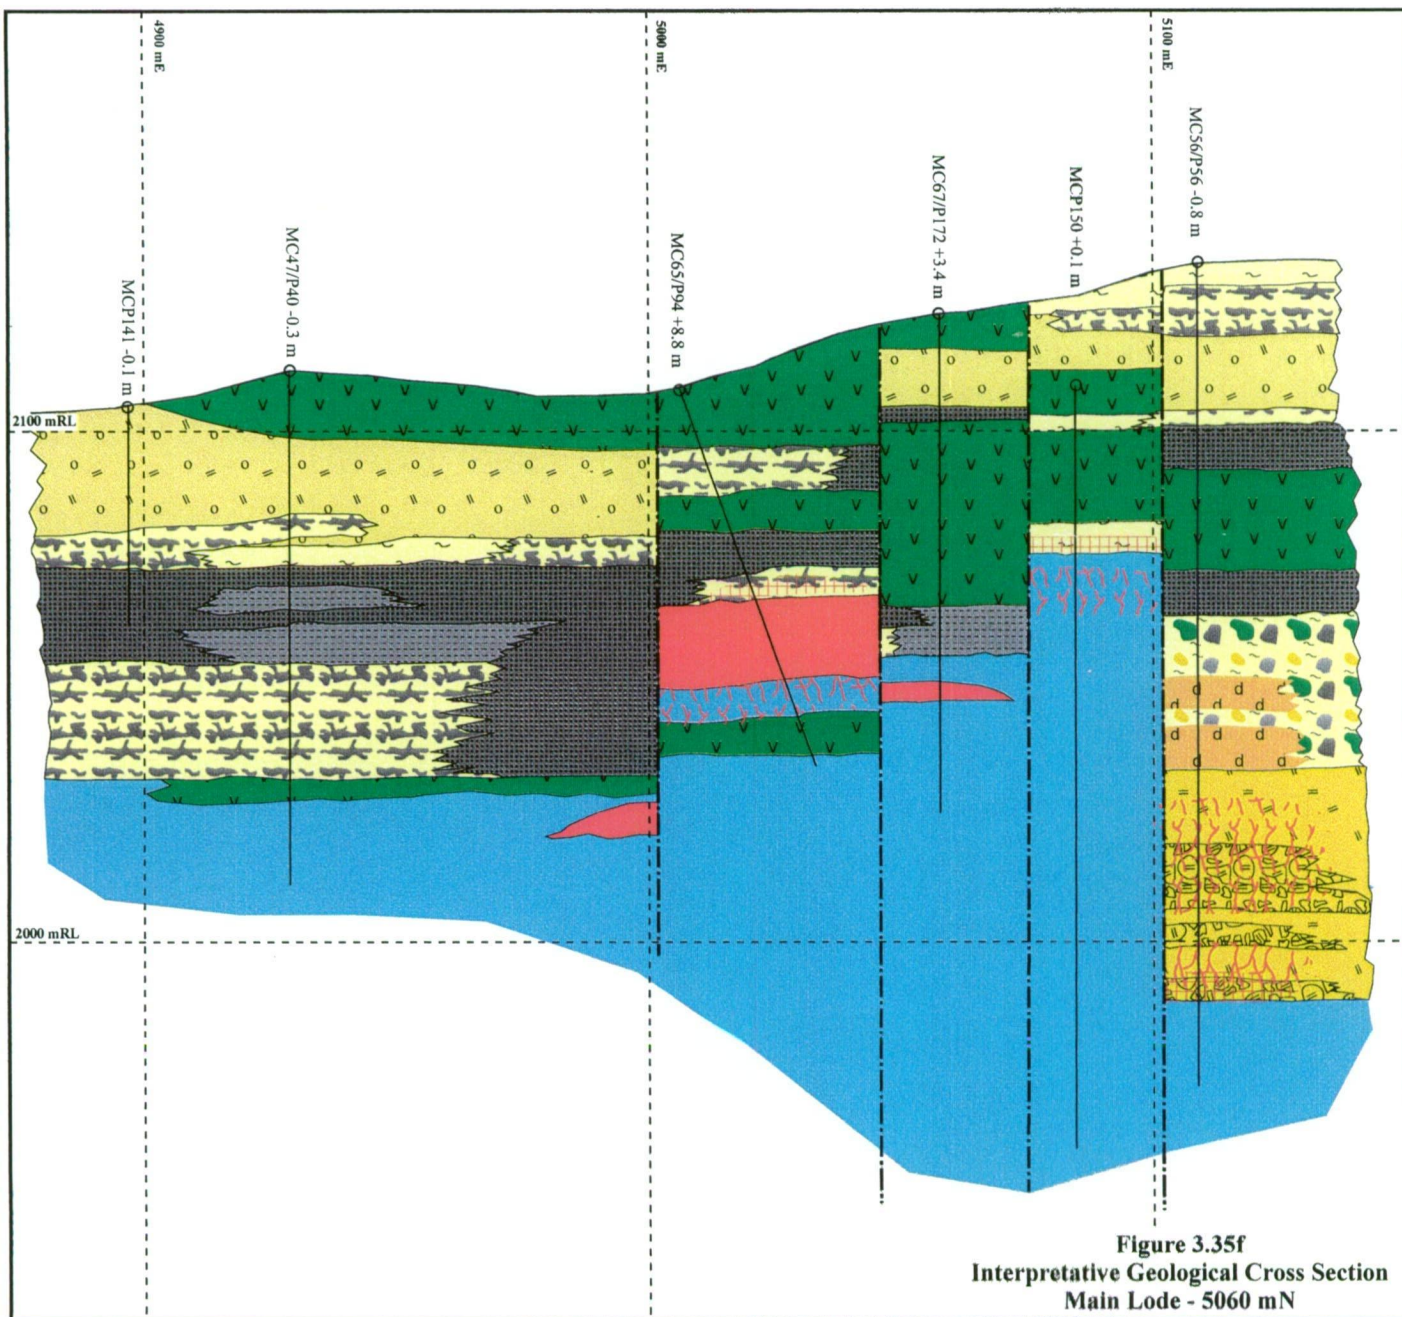 4900 mE
5000 mE
5100 mE
MCP141 -0.1 m
MC47/P40 -0.3 m
MC65/P94 +8.8 m
MC67/P172 +3.4 m
MCP150 +0.1 m
MC56/P56 -0.8 m
2100 mRL
2000 mRL
Figure 3.35f
Interpretative Geological Cross Section
Main Lode - 5060 mN